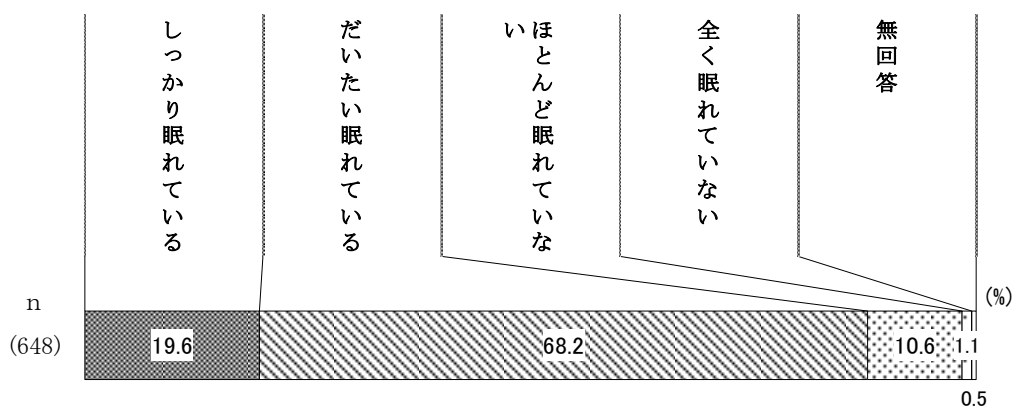 しっかり眠れている
だいたい眠れている
ほとんど眠れていな
い
全く眠れていない
無回答
n
(%)
(648)
19.6
68.2
10.6
1.1
0.5